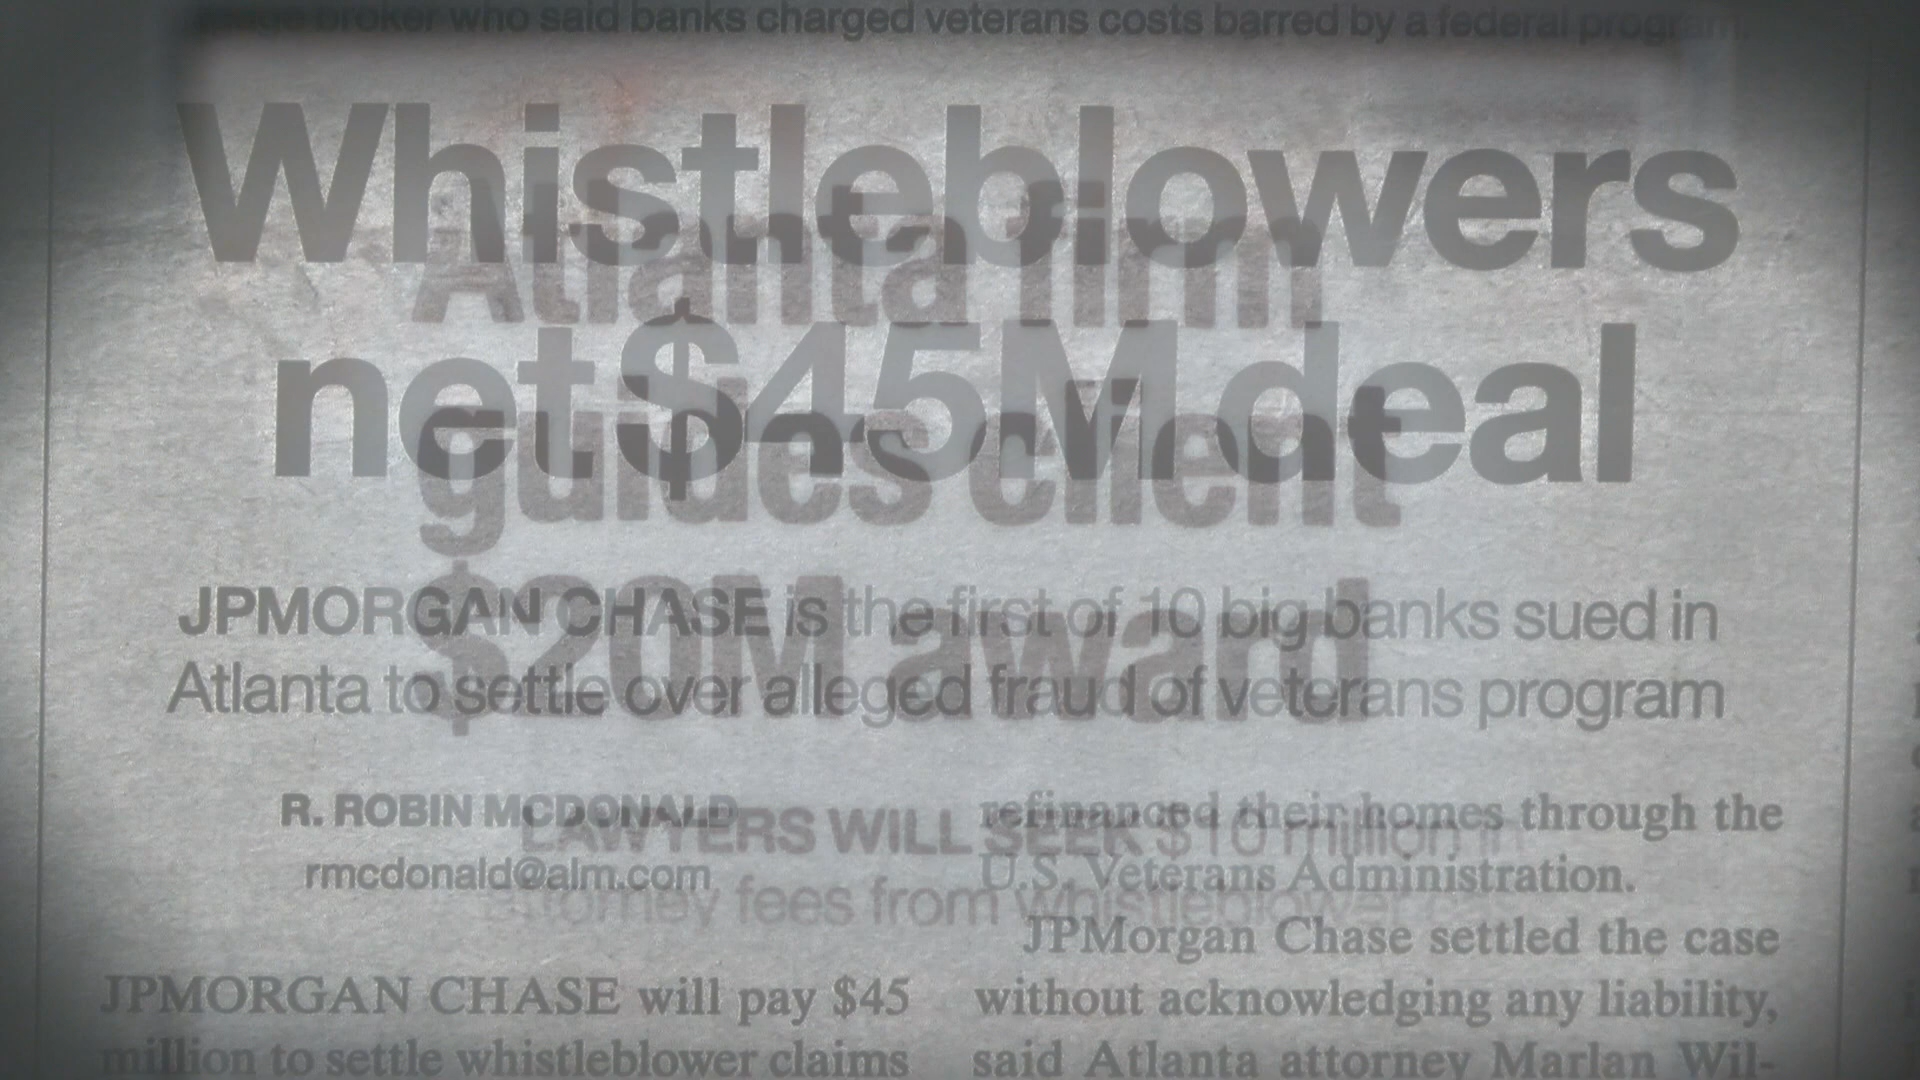 broker who said banks charged veterans costs barred by a federal program.
Whistleblowers
net $45M deal
JPMORGAN CHASE is the first of 10 big banks sued in
Atlanta to settle over alleged fraud of veterans program
R. ROBIN MCDONALD
rmcdonald@alm.com
JPMORGAN CHASE will pay $45
million to settle whistleblower claims
refinanced their homes through the
U.S. Veterans Administration.
JPMorgan Chase settled the case
without acknowledging any liability,
said Atlanta attorney Marlan Wil-
Atlanta firm
guides client
$20M award
LAWYERS WILL SEEK $10 million in
attorney fees from whistleblower